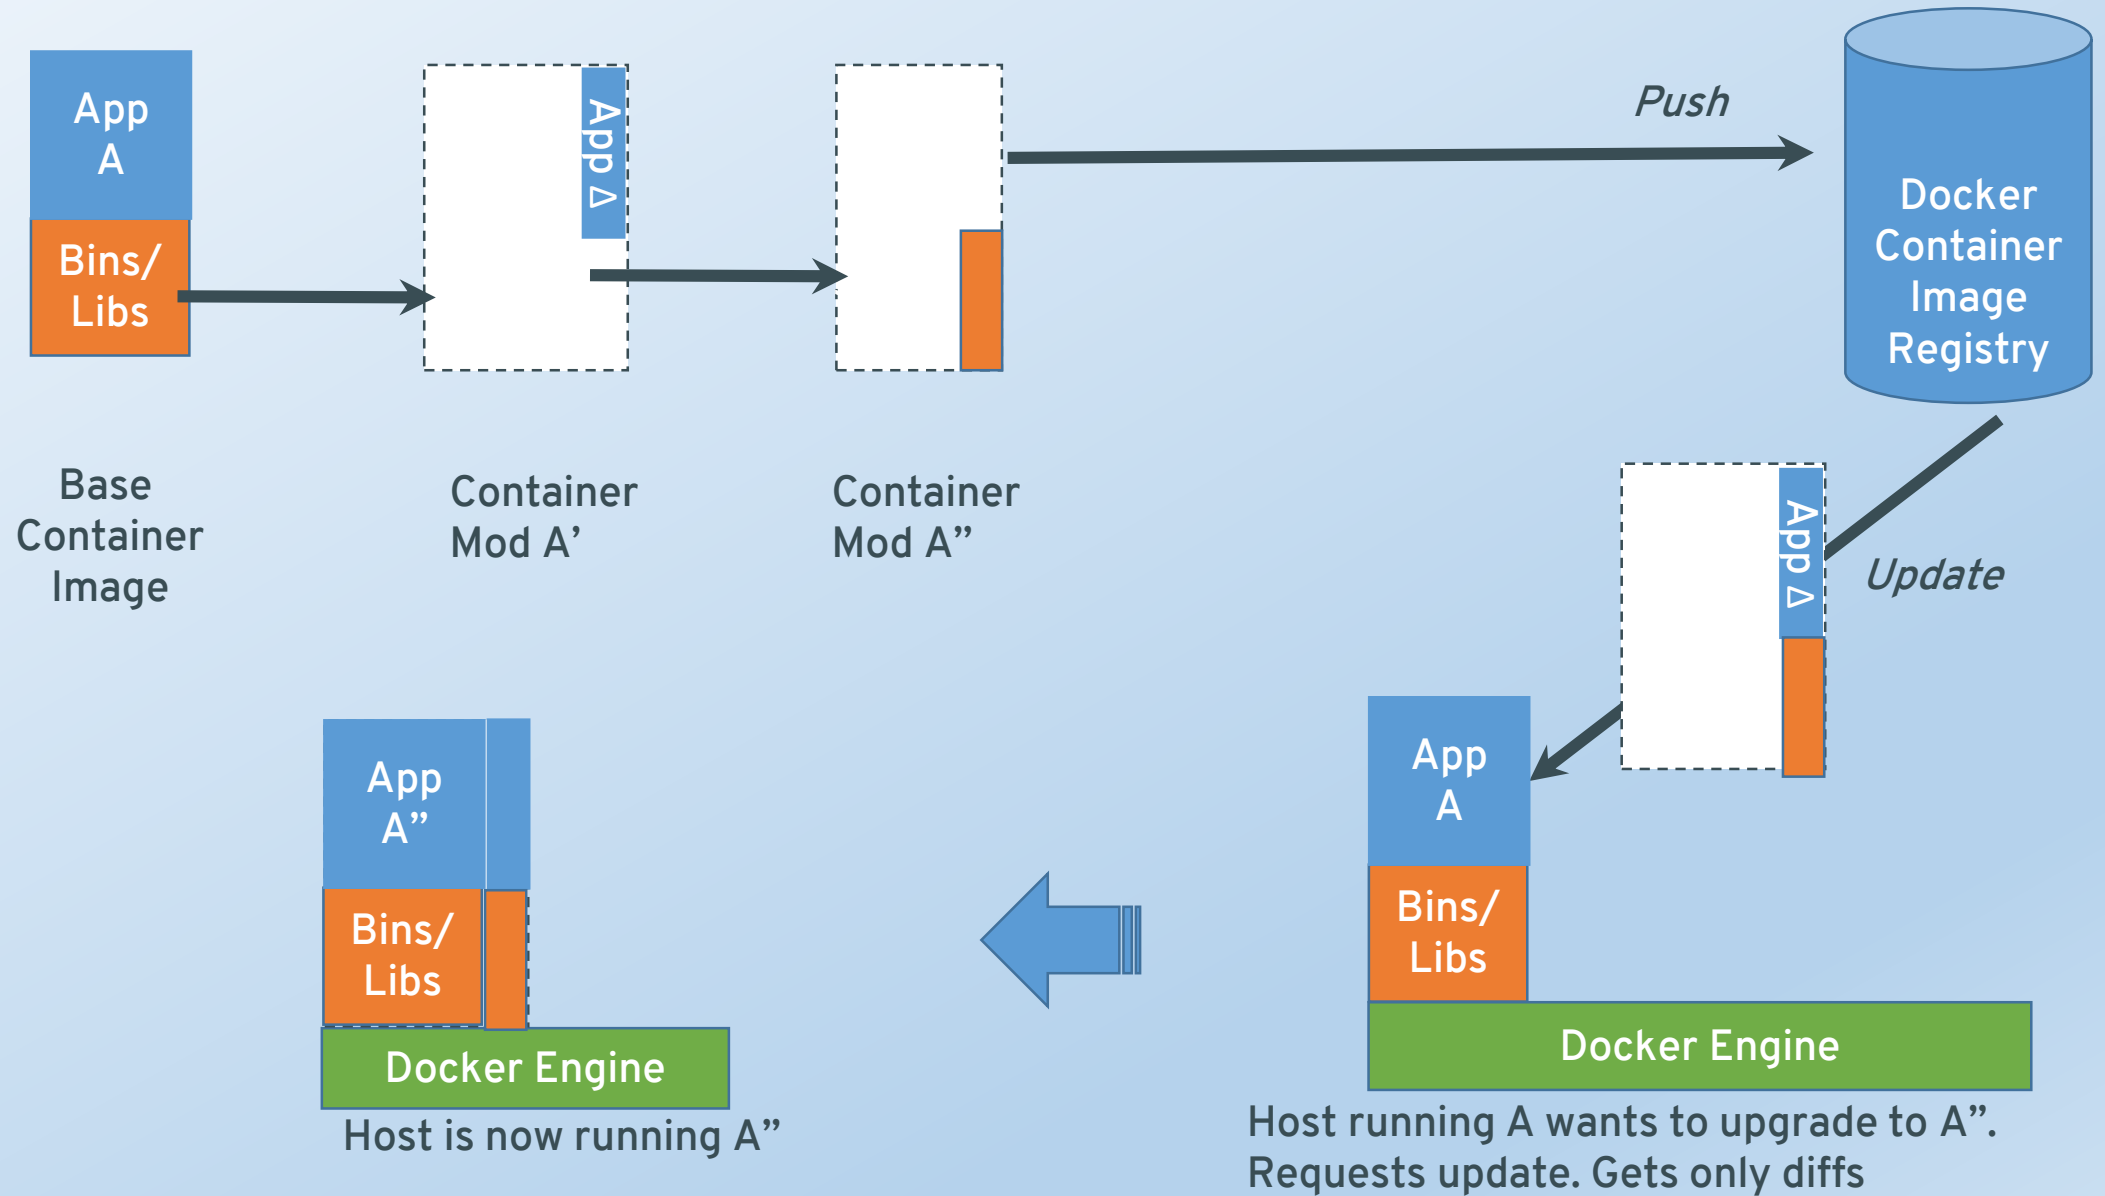 App
A
Bins/
Libs
App Δ
Push
Docker
Container
Image
Registry
Base
Container
Image
Container
Mod A’
Container
Mod A”
App Δ
Update
App
A
Bins/
Libs
Docker Engine
Host running A wants to upgrade to A”.
Requests update. Gets only diffs
App
A”
Bins/
Libs
Docker Engine
Host is now running A”